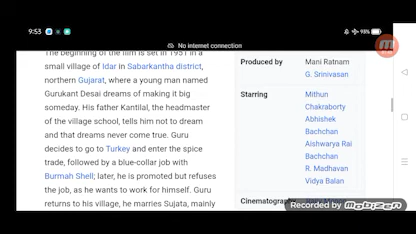 9:53
93%
No internet connection
The beginning of the film is set in 1951 in a
small village of Idar in Sabarkantha district,
northern Gujarat, where a young man named
Gurukant Desai dreams of making it big
someday. His father Kantilal, the headmaster
of the village school, tells him not to dream
and that dreams never come true. Guru
decides to go to Turkey and enter the spice
trade, followed by a blue-collar job with
Burmah Shell; later, he is promoted but refuses
the job, as he wants to work for himself. Guru
returns to his village, he marries Sujata, mainly
Produced by
Mani Ratnam
G. Srinivasan
Starring
Mithun
Chakraborty
Abhishek
Bachchan
Aishwarya Rai
Bachchan
R. Madhavan
Vidya Balan
Cinematography
Recorded by mobizen